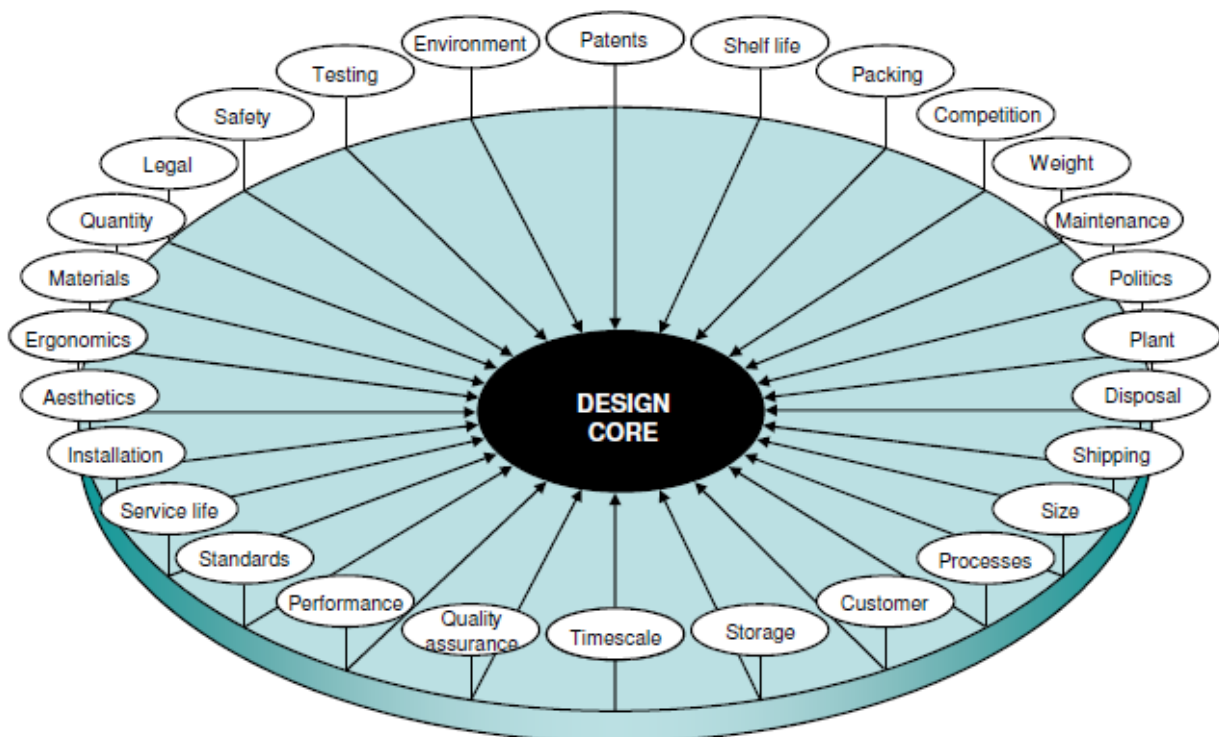 Patents
Shelf life
Environment
Packing
Testing
Competition
Safety
Weight
Legal
Maintenance
Quantity
Politics
Materials
Plant
Ergonomics
Disposal
Aesthetics
DESIGN
CORE
Shipping
Installation
Size
Service life
Processes
Standards
Customer
Performance
Storage
Quality
assurance
Timescale